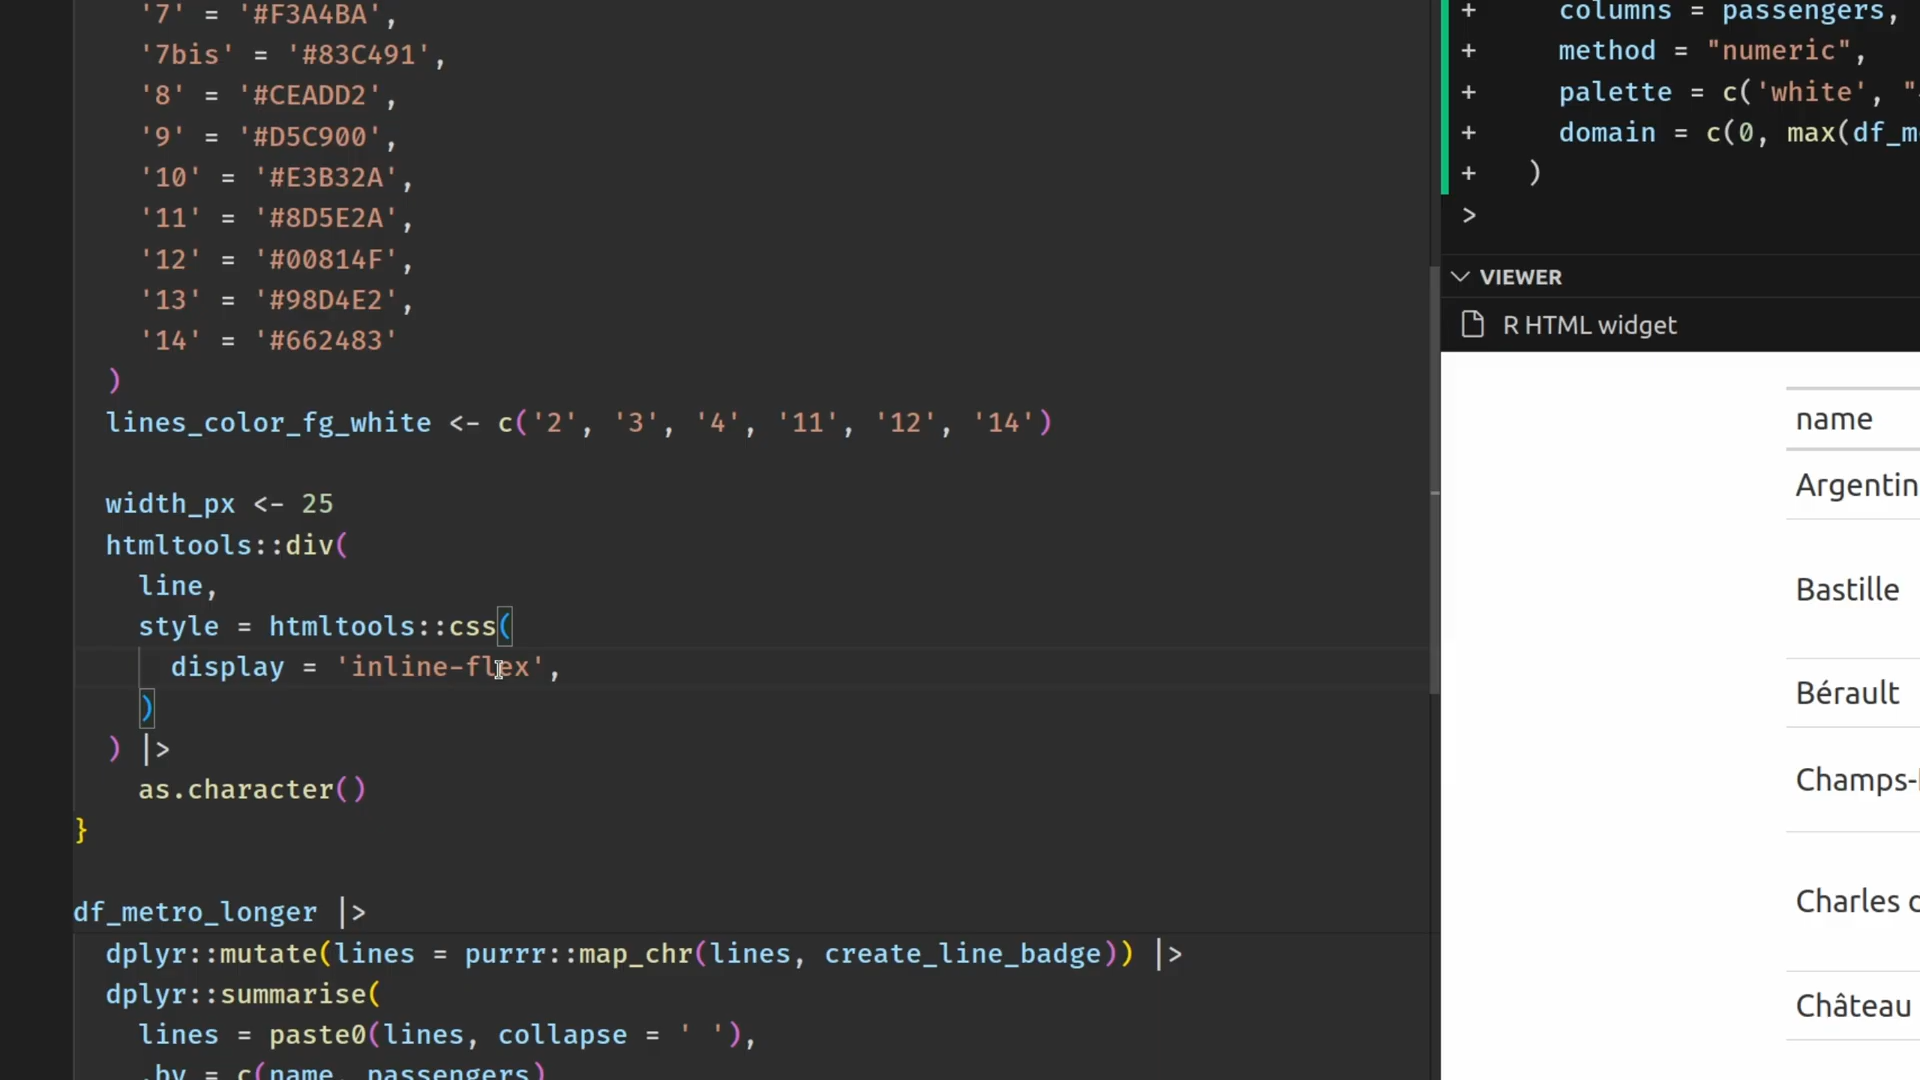 '7' = '#F3A4BA',
'7bis' = '#83C491',
'8' = '#CEADD2',
'9' = '#D5C900',
'10' = '#E3B32A',
'11' = '#8D5E2A',
'12' = '#00814F',
'13' = '#98D4E2',
'14' = '#662483'
)
lines_color_fg_white <- c('2', '3', '4', '11', '12', '14')
width_px <- 25
htmltools::div(
line,
style = htmltools::css(
display = 'inline-flex',
)
) |>
as.character()
}
df_metro_longer |>
dplyr::mutate(lines = purrr::map_chr(lines, create_line_badge)) |>
dplyr::summarise(
lines = paste0(lines, collapse = ' '),
.by = c(name, passengers)
+ columns = passengers,
+ method = "numeric",
+ palette = c('white', "
+ domain = c(0, max(df_m
+ )
>
VIEWER
R HTML widget
name
Argentin
Bastille
Bérault
Champs-
Charles
Château